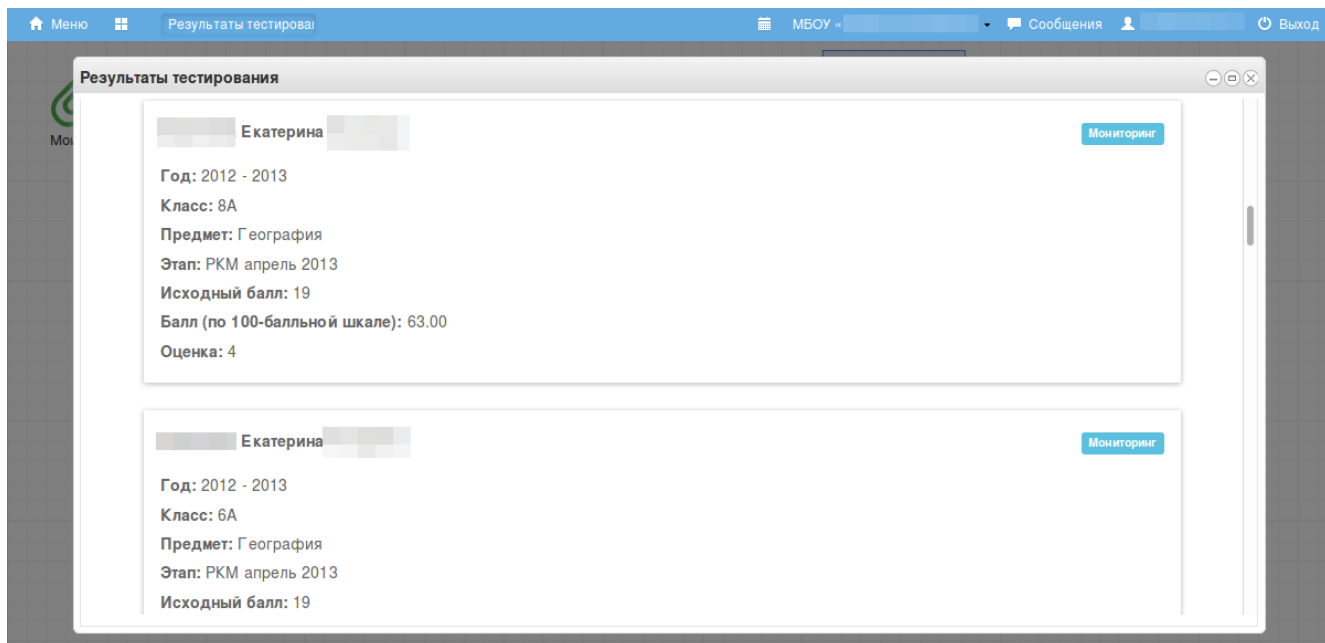 Меню Результаты тестирова МБОУ « Сообщения Выход
Результаты тестирования
Екатерина Мониторинг
Год: 2012 - 2013
Класс: 8А
Предмет: География
Этап: РКМ апрель 2013
Исходный балл: 19
Балл (по 100-балльной шкале): 63.00
Оценка: 4
Екатерина Мониторинг
Год: 2012 - 2013
Класс: 6А
Предмет: География
Этап: РКМ апрель 2013
Исходный балл: 19